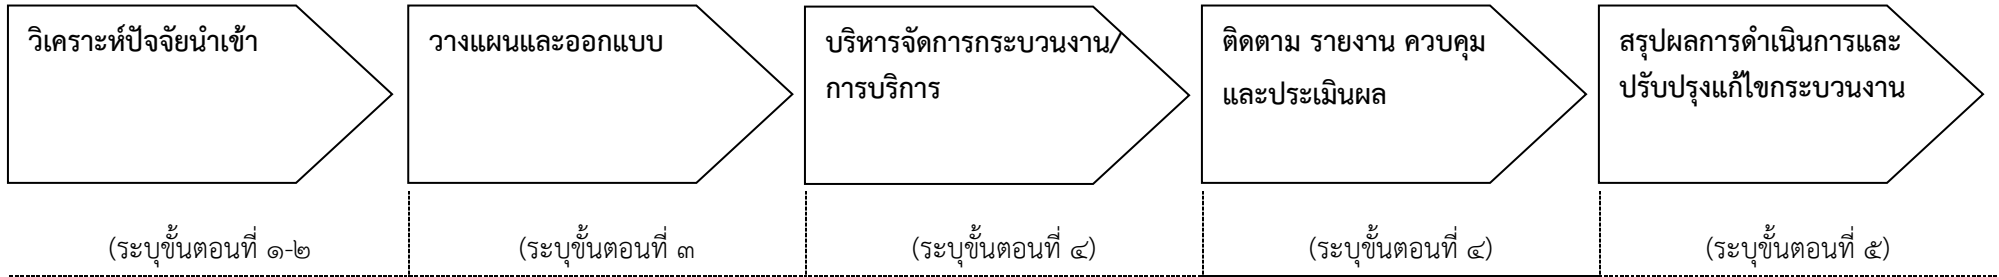 วิเคราะห์ปัจจัยนำเข้า
วางแผนและออกแบบ
บริหารจัดการกระบวนงาน/
การบริการ
ติดตาม รายงาน ควบคุม
และประเมินผล
สรุปผลการดำเนินการและ
ปรับปรุงแก้ไขกระบวนงาน
(ระบุขั้นตอนที่ ๑-๒
(ระบุขั้นตอนที่ ๓
(ระบุขั้นตอนที่ ๔)
(ระบุขั้นตอนที่ ๔)
(ระบุขั้นตอนที่ ๕)